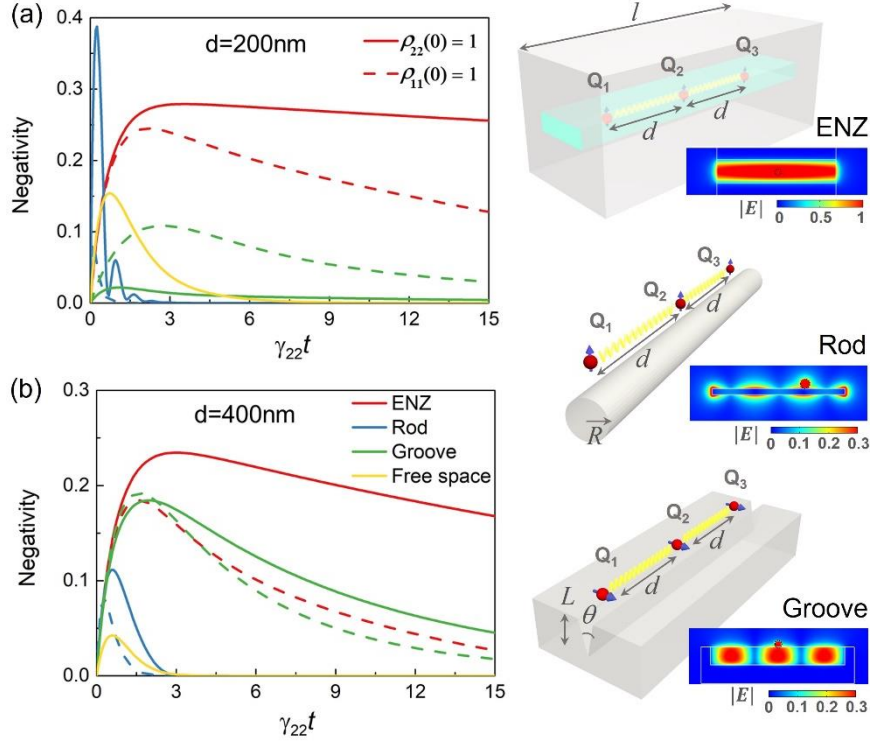 (a)
0.4
0.3
0.2
0.1
0.0
Negativity
d=200nm
ρ₂₂(0) = 1
ρ₁₁(0) = 1
0 3 6 9 12 15
γ₂₂t
(b)
0.3
0.2
0.1
0.0
Negativity
d=400nm
ENZ
Rod
Groove
Free space
0 3 6 9 12 15
γ₂₂t
l
Q₁ Q₂ Q₃
d d
ENZ
|E| 0 0.5 1
Q₁ Q₂ Q₃
d d
R
Rod
|E| 0 0.1 0.2 0.3
Q₁ Q₂ Q₃
d d
L θ
Groove
|E| 0 0.1 0.2 0.3